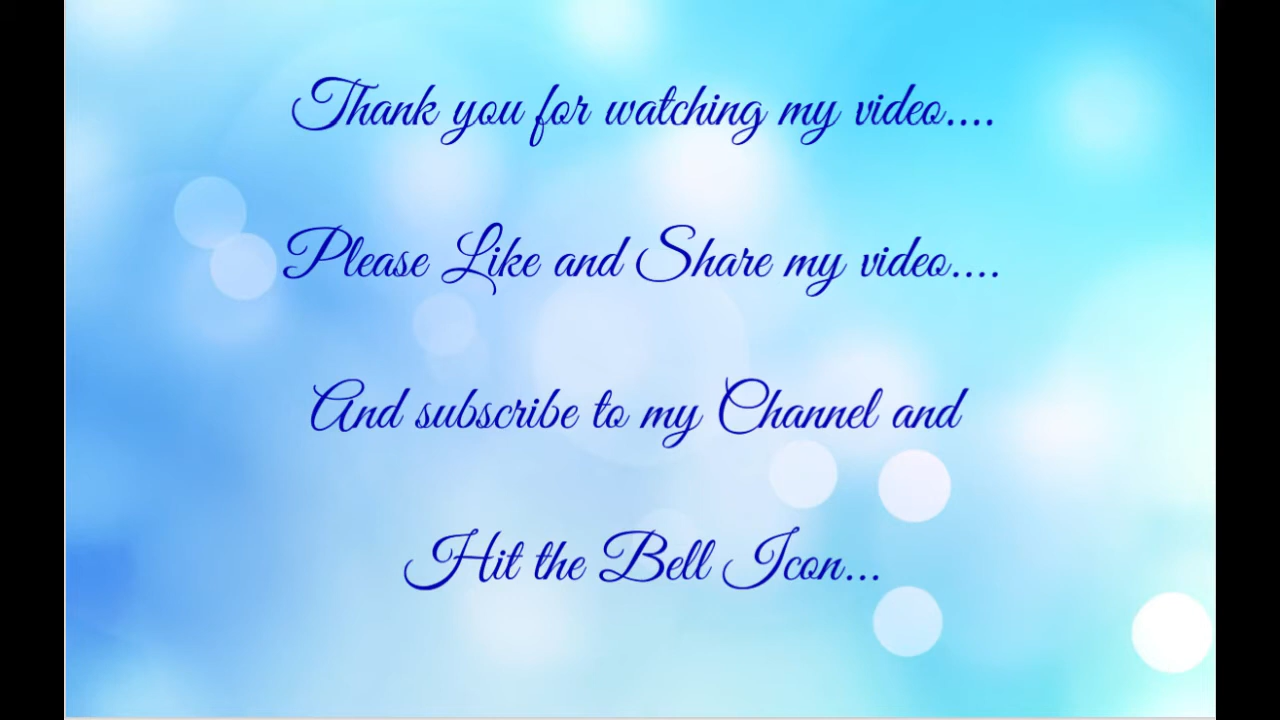 Thank you for watching my video....
Please Like and Share my video....
And subscribe to my Channel and
Hit the Bell Icon...